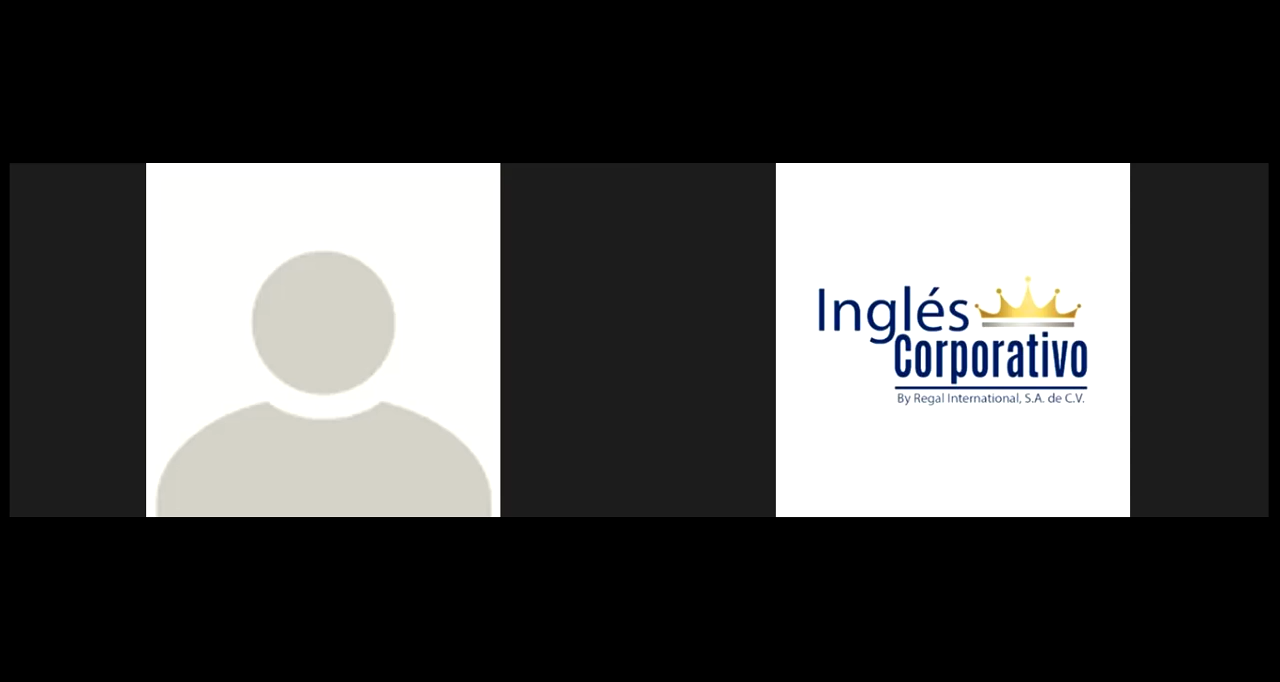 Inglés
Corporativo
By Regal International, S.A. de C.V.